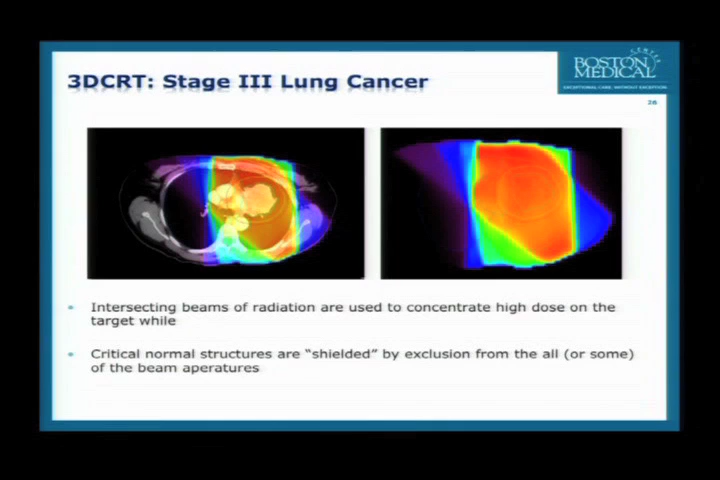 3DCRT: Stage III Lung Cancer
BOSTON
MEDICAL
CENTER
EXCEPTIONAL CARE. WITHOUT EXCEPTION
26
Intersecting beams of radiation are used to concentrate high dose on the
target while
Critical normal structures are “shielded” by exclusion from the all (or some)
of the beam aperatures